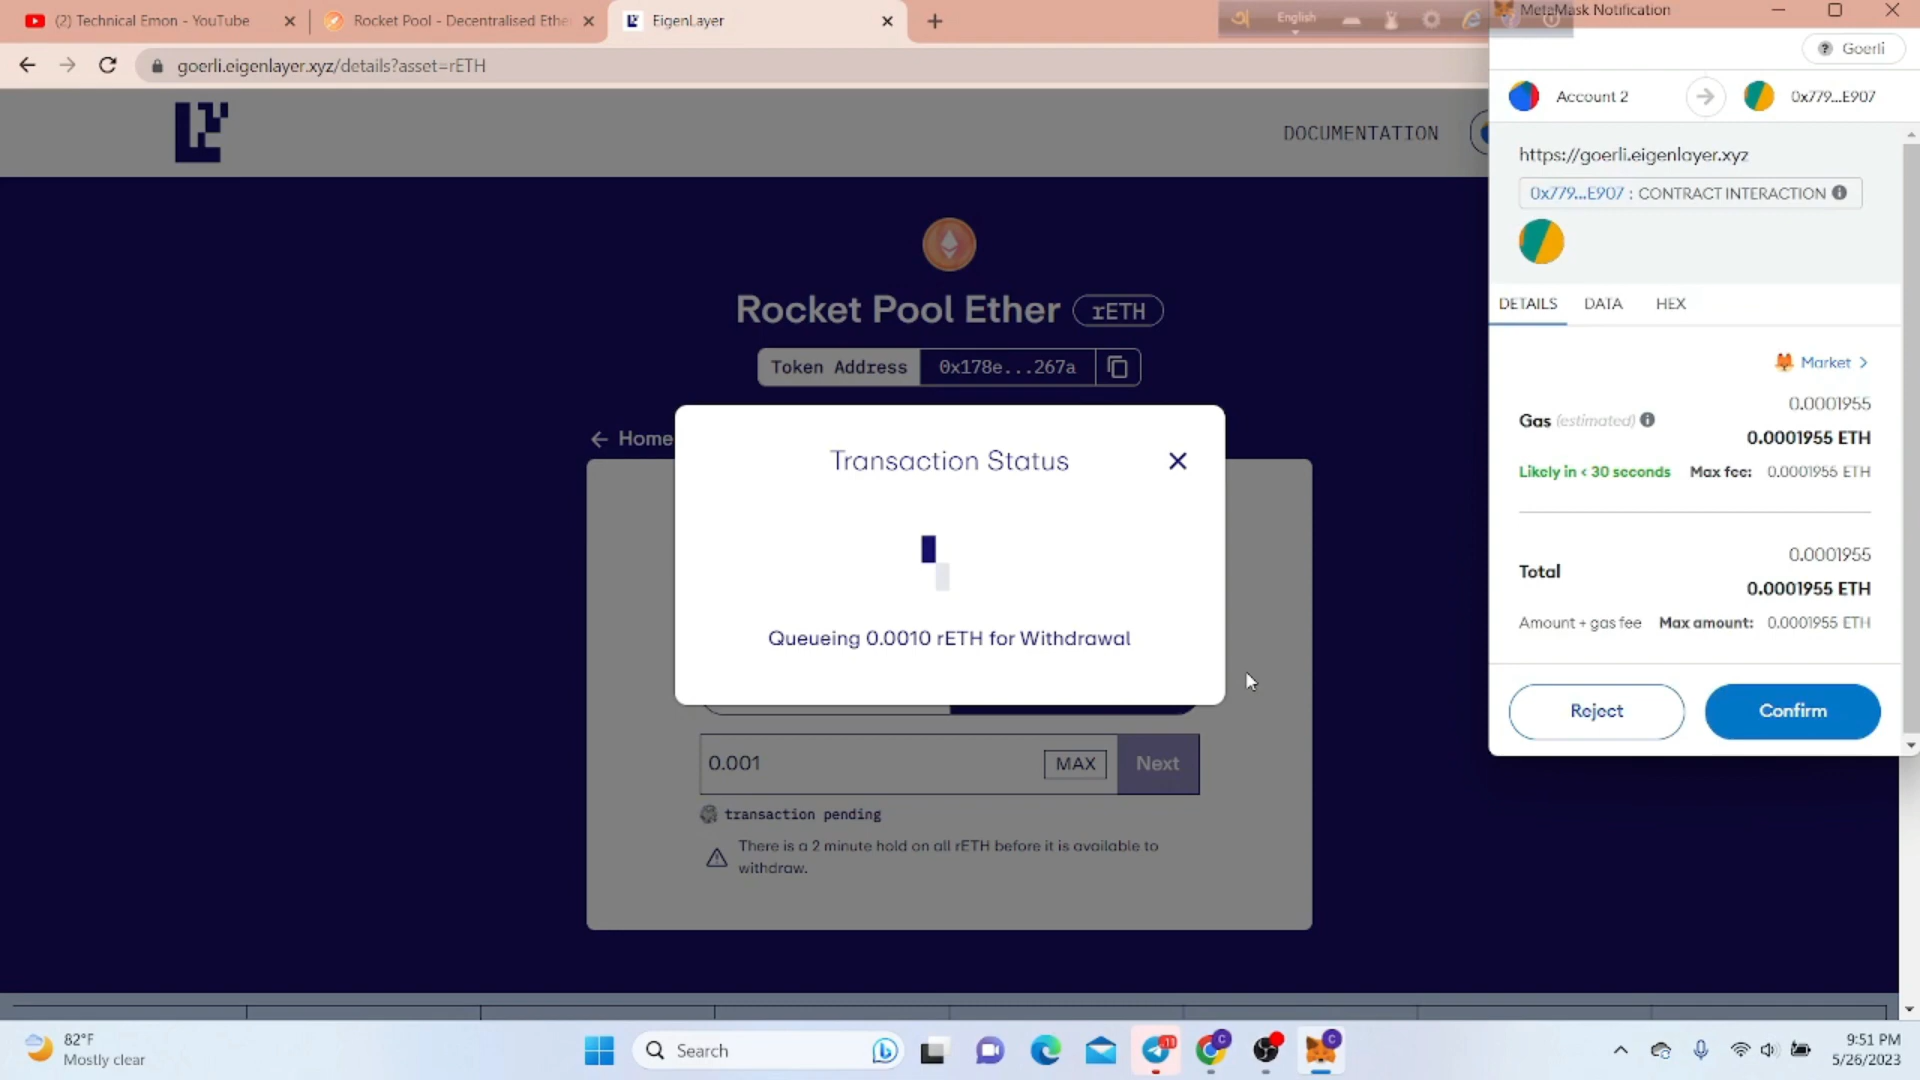 (2) Technical Emon - YouTube
Rocket Pool - Decentralised Ethe
EigenLayer
English
MetaMask Notification
goerli.eigenlayer.xyz/details?asset=rETH
Goerli
Account 2
0x779...E907
DOCUMENTATION
https://goerli.eigenlayer.xyz
0x779...E907 : CONTRACT INTERACTION
DETAILS
DATA
HEX
Market >
Gas (estimated)
0.0001955
0.0001955 ETH
Likely in < 30 seconds
Max fee: 0.0001955 ETH
Total
0.0001955
0.0001955 ETH
Amount + gas fee
Max amount: 0.0001955 ETH
Reject
Confirm
Rocket Pool Ether
rETH
Token Address
0x178e...267a
← Home
Transaction Status
Queueing 0.0010 rETH for Withdrawal
0.001
MAX
Next
transaction pending
There is a 2 minute hold on all rETH before it is available to
withdraw.
82°F
Mostly clear
Search
9:51 PM
5/26/2023